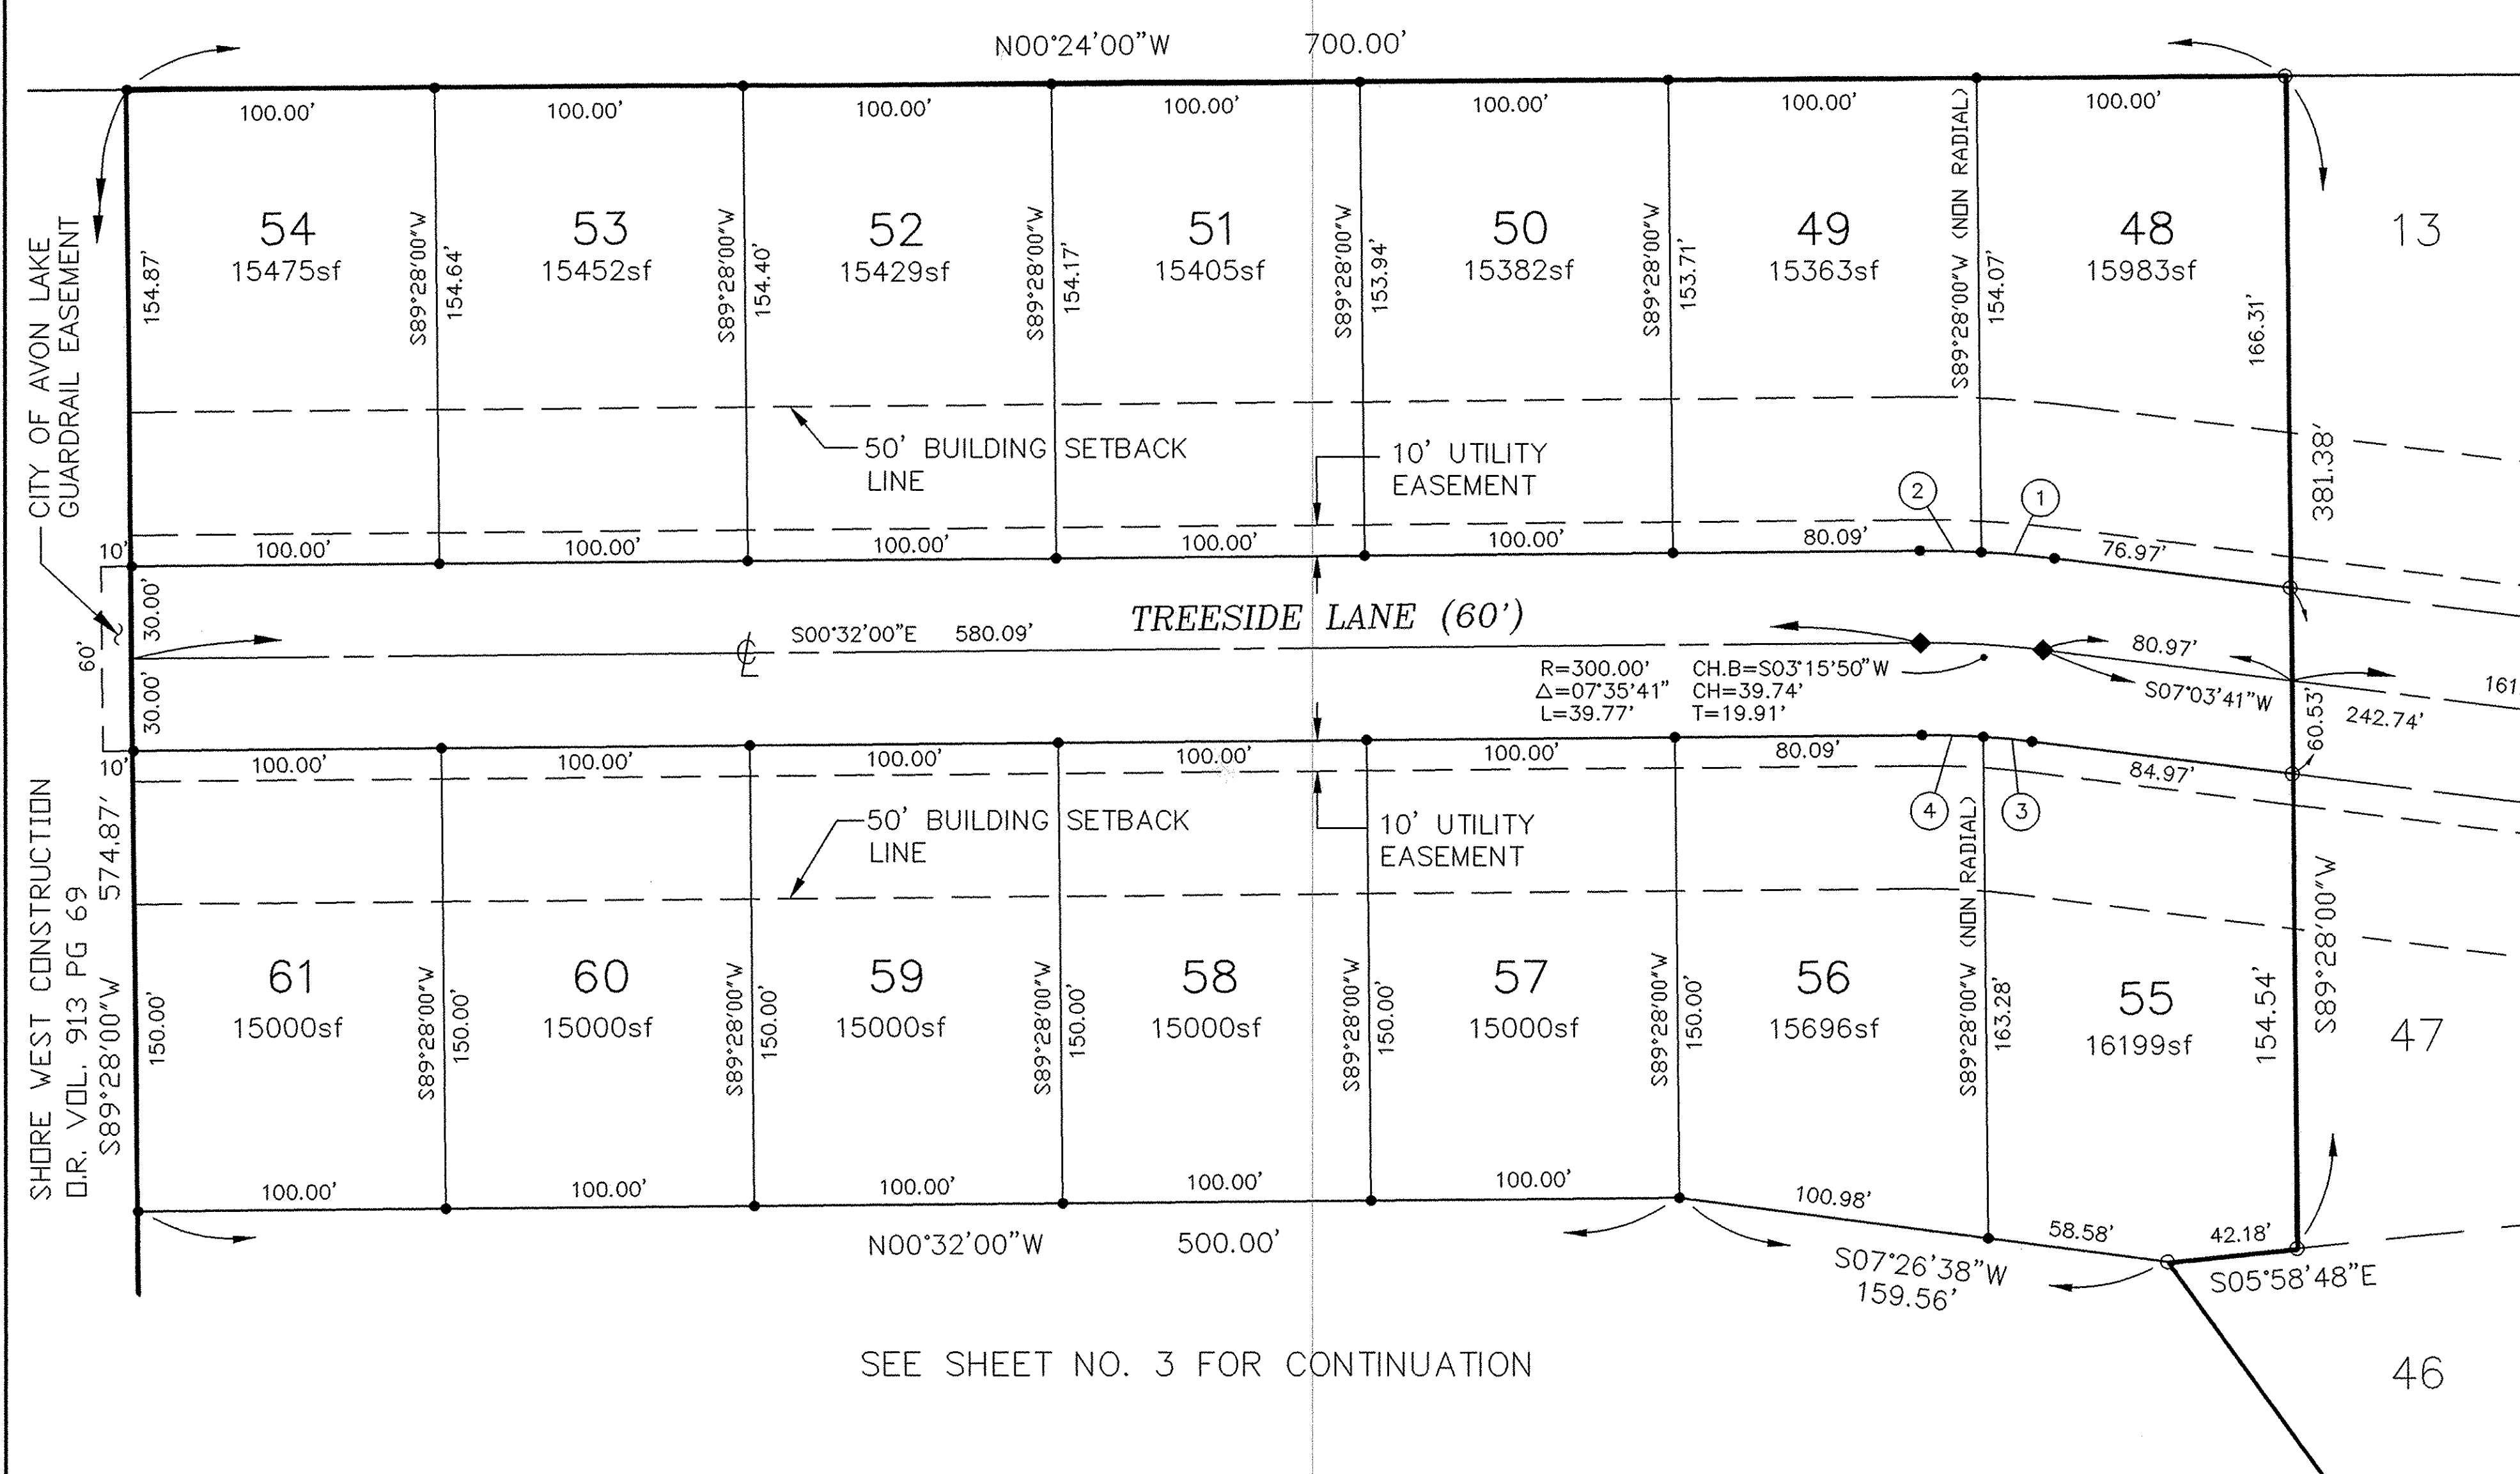 N00°24'00"W 700.00'
100.00' 100.00' 100.00' 100.00' 100.00' 100.00' 100.00'
CITY OF AVON LAKE
GUARDRAIL EASEMENT
154.87'
54
15475sf
S89°28'00"W
154.64'
53
15452sf
S89°28'00"W
154.40'
52
15429sf
S89°28'00"W
154.17'
51
15405sf
S89°28'00"W
153.94'
50
15382sf
S89°28'00"W
153.71'
49
15363sf
S89°28'00"W (NON RADIAL)
154.07'
48
15983sf
166.31'
13
381.38'
50' BUILDING SETBACK
LINE
10' UTILITY
EASEMENT
2
1
10'
100.00' 100.00' 100.00' 100.00' 100.00' 80.09' 76.97'
60'
30.00'
30.00'
TREESIDE LANE (60')
S00°32'00"E 580.09'
℄
R=300.00' CH.B=S03°15'50"W
△=07°35'41" CH=39.74'
L=39.77' T=19.91'
80.97'
S07°03'41"W
60.53'
161.
242.74'
10'
100.00' 100.00' 100.00' 100.00' 100.00' 80.09' 84.97'
4
3
50' BUILDING SETBACK
LINE
10' UTILITY
EASEMENT
SHORE WEST CONSTRUCTION
O.R. VOL. 913 PG 69
S89°28'00"W 574.87'
150.00'
61
15000sf
S89°28'00"W
150.00'
60
15000sf
S89°28'00"W
150.00'
59
15000sf
S89°28'00"W
150.00'
58
15000sf
S89°28'00"W
150.00'
57
15000sf
S89°28'00"W
150.00'
56
15696sf
S89°28'00"W (NON RADIAL)
163.28'
55
16199sf
154.54'
S89°28'00"W
47
100.00' 100.00' 100.00' 100.00' 100.00' 100.98' 58.58' 42.18'
N00°32'00"W 500.00'
S07°26'38"W
159.56'
S05°58'48"E
SEE SHEET NO. 3 FOR CONTINUATION
46